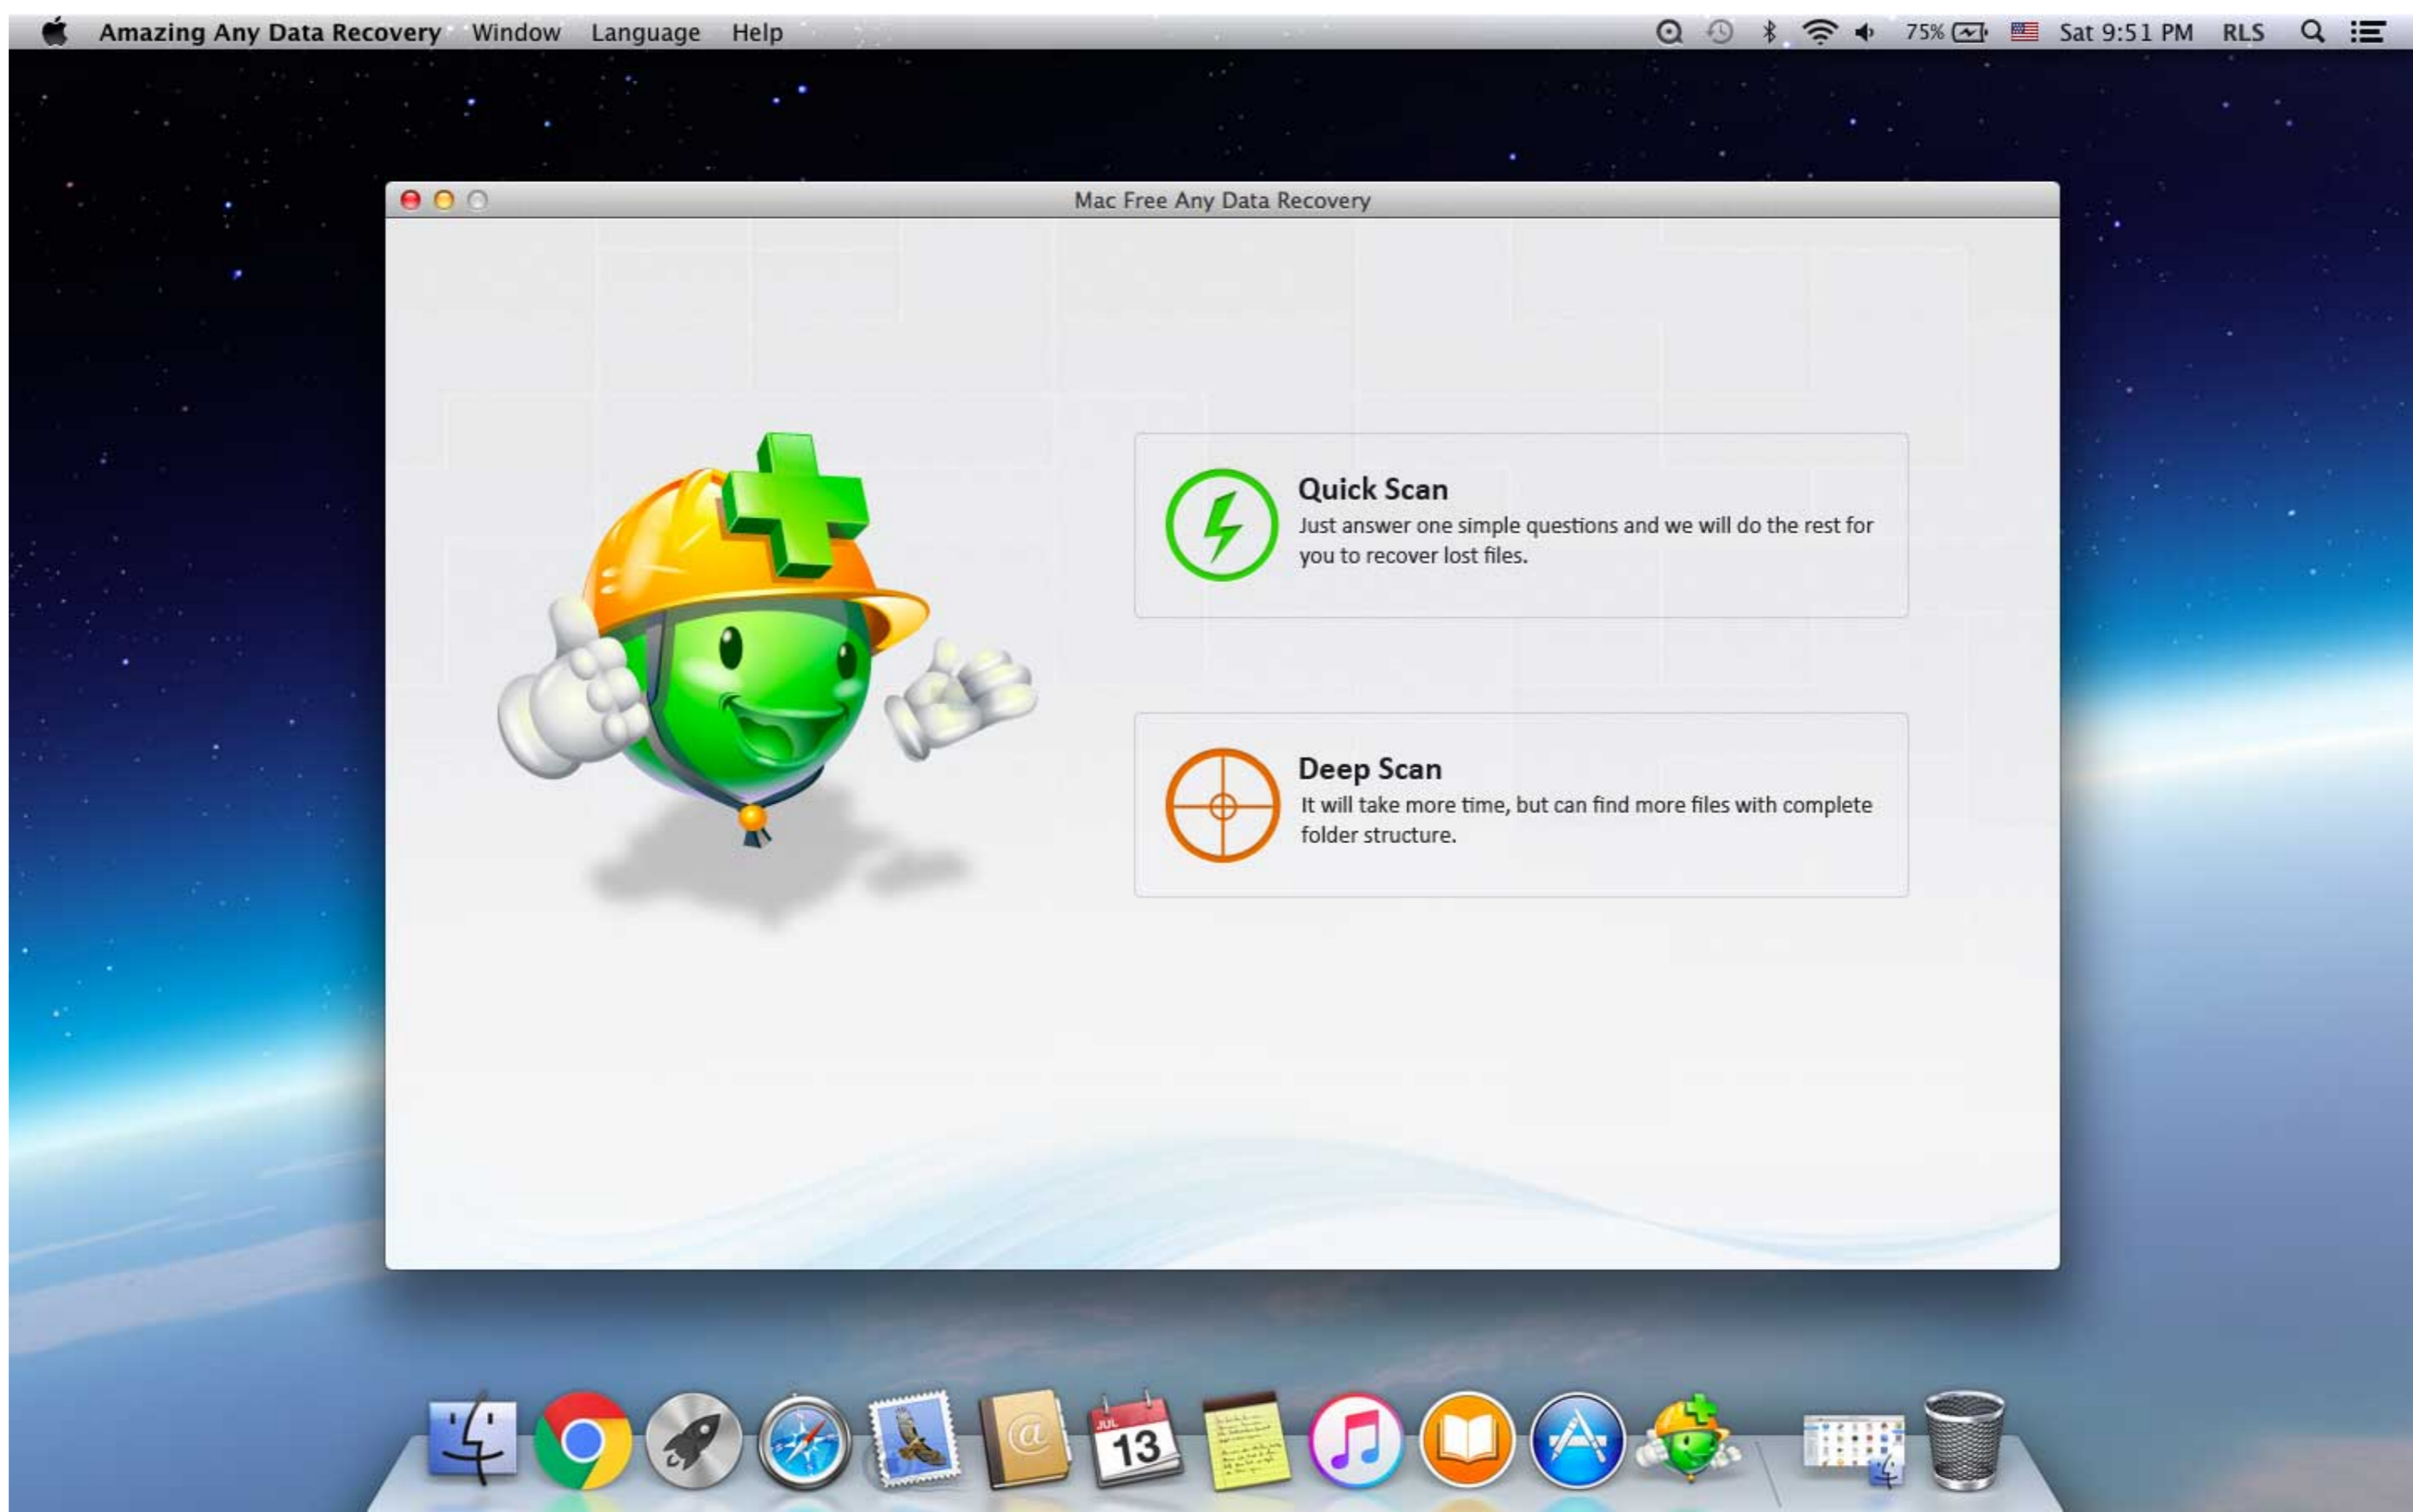 Amazing Any Data Recovery Window Language Help 75% Sat 9:51 PM RLS
Mac Free Any Data Recovery
Quick Scan
Just answer one simple questions and we will do the rest for
you to recover lost files.
Deep Scan
It will take more time, but can find more files with complete
folder structure.
@
JUL
13